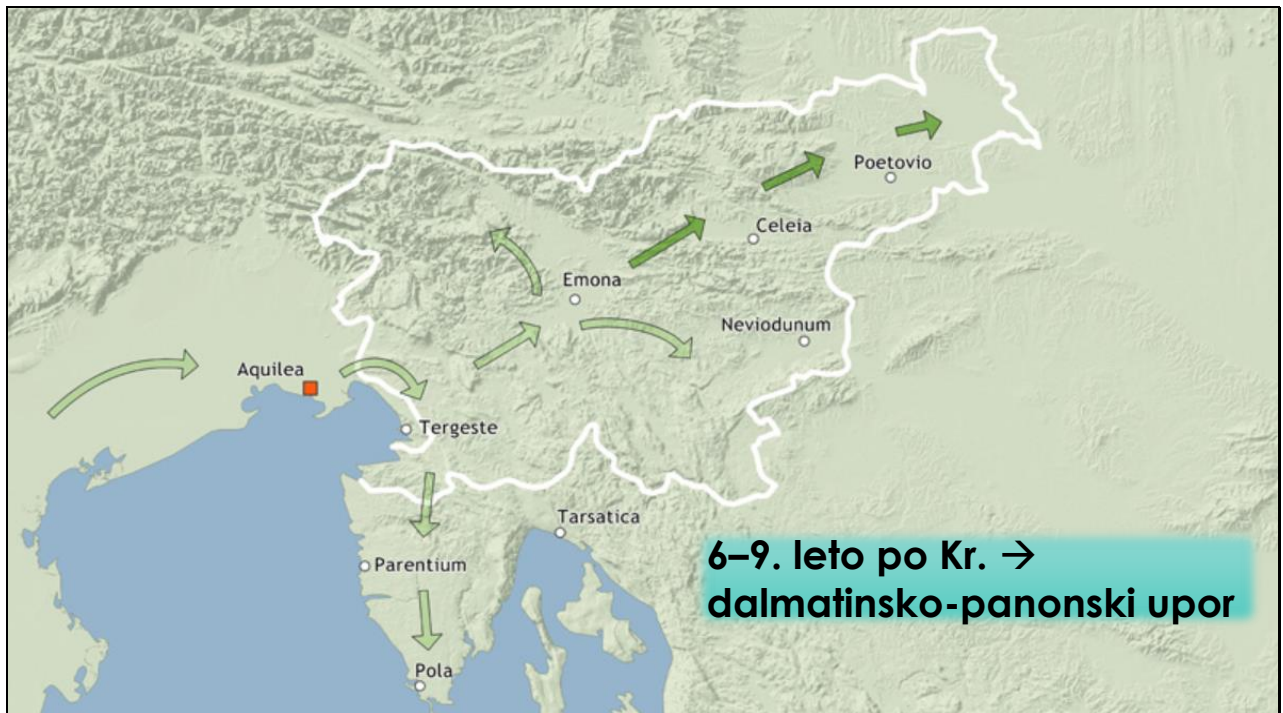 Poetovio
Celeia
Emona
Neviodunum
Aquilea
Tergeste
Tarsatica
Parentium
Pola
6–9. leto po Kr. →
dalmatinsko-panonski upor